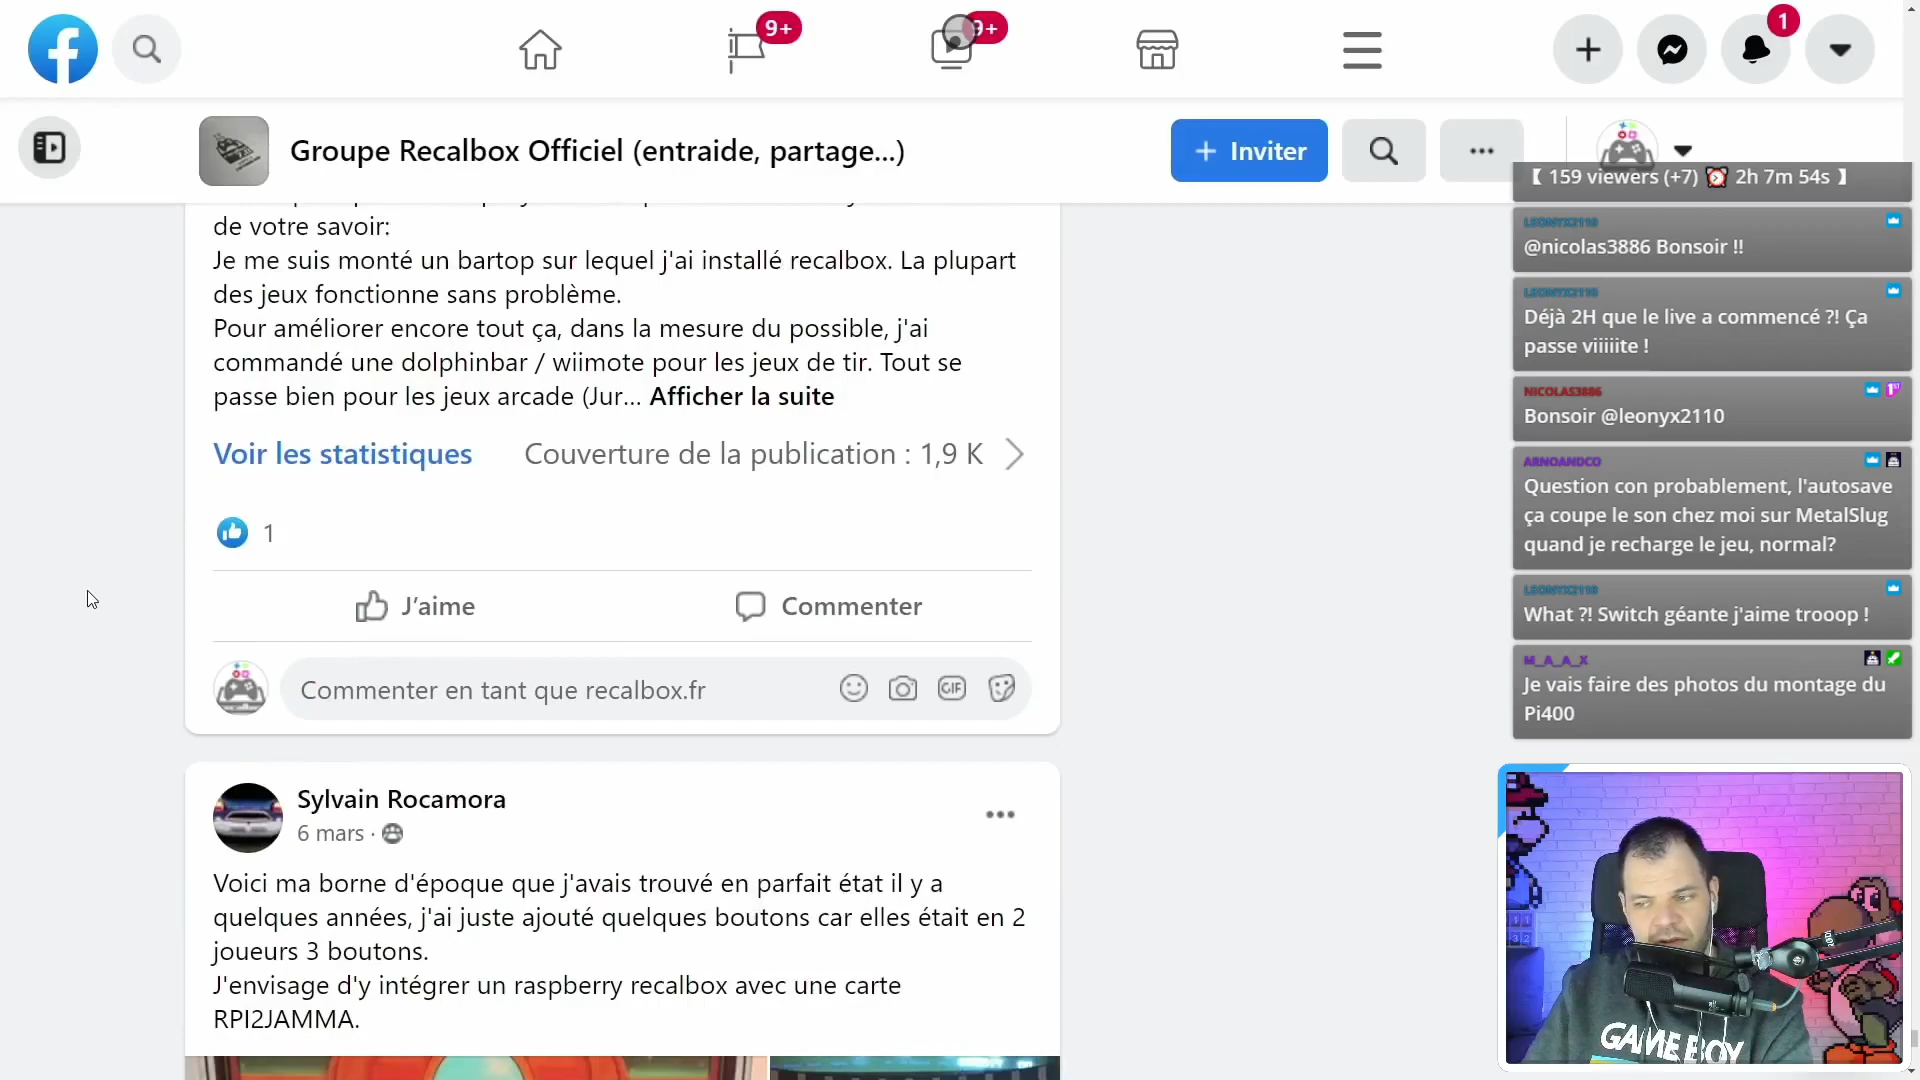 9+
9+
1
Groupe Recalbox Officiel (entraide, partage...)
+ Inviter
【 159 viewers (+7) ⏰ 2h 7m 54s 】
de votre savoir:
Je me suis monté un bartop sur lequel j'ai installé recalbox. La plupart
des jeux fonctionne sans problème.
Pour améliorer encore tout ça, dans la mesure du possible, j'ai
commandé une dolphinbar / wiimote pour les jeux de tir. Tout se
passe bien pour les jeux arcade (Jur... Afficher la suite
Voir les statistiques
Couverture de la publication : 1,9 K
1
J'aime
Commenter
Commenter en tant que recalbox.fr
GIF
Sylvain Rocamora
6 mars ·
Voici ma borne d'époque que j'avais trouvé en parfait état il y a
quelques années, j'ai juste ajouté quelques boutons car elles était en 2
joueurs 3 boutons.
J'envisage d'y intégrer un raspberry recalbox avec une carte
RPI2JAMMA.
LEONYX2110
@nicolas3886 Bonsoir !!
LEONYX2110
Déjà 2H que le live a commencé ?! Ça
passe viiiiite !
NICOLAS3886
Bonsoir @leonyx2110
ARNOANDCO
Question con probablement, l'autosave
ça coupe le son chez moi sur MetalSlug
quand je recharge le jeu, normal?
LEONYX2110
What ?! Switch géante j'aime trooop !
M_A_A_X
Je vais faire des photos du montage du
Pi400
GAME BOY